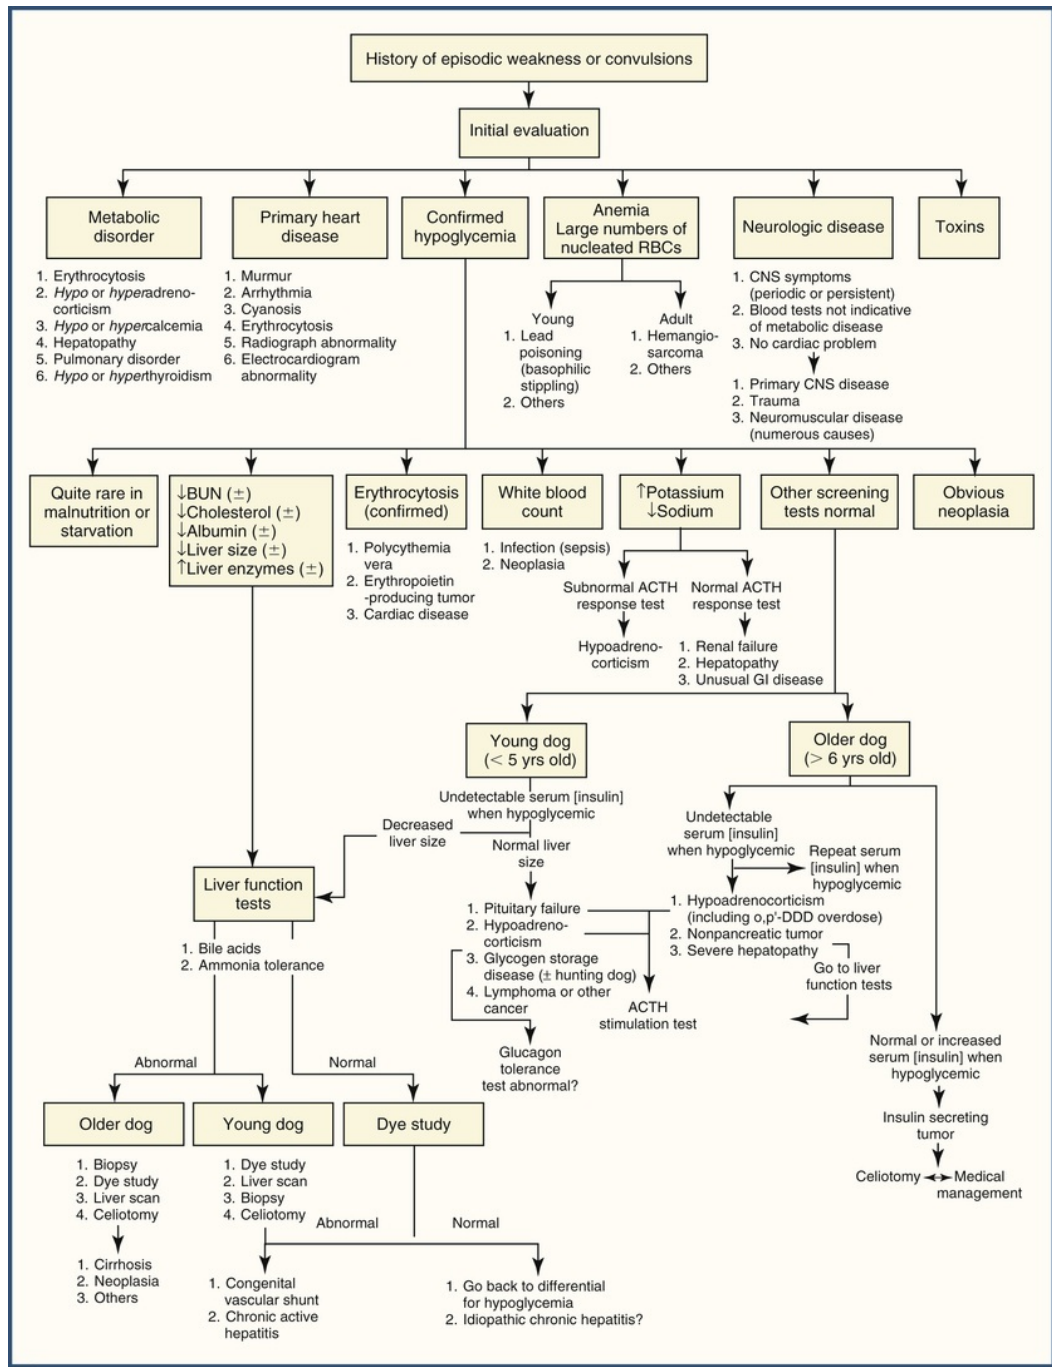 History of episodic weakness or convulsions
Initial evaluation
Metabolic
disorder
1. Erythrocytosis
2. Hypo or hyperadreno-
corticism
3. Hypo or hypercalcemia
4. Hepatopathy
5. Pulmonary disorder
6. Hypo or hyperthyroidism
Primary heart
disease
1. Murmur
2. Arrhythmia
3. Cyanosis
4. Erythrocytosis
5. Radiograph abnormality
6. Electrocardiogram
abnormality
Confirmed
hypoglycemia
Anemia
Large numbers of
nucleated RBCs
Young
1. Lead
poisoning
(basophilic
stippling)
2. Others
Adult
1. Hemangio-
sarcoma
2. Others
Neurologic disease
1. CNS symptoms
(periodic or persistent)
2. Blood tests not indicative
of metabolic disease
3. No cardiac problem
1. Primary CNS disease
2. Trauma
3. Neuromuscular disease
(numerous causes)
Toxins
Quite rare in
malnutrition or
starvation
↓BUN (±)
↓Cholesterol (±)
↓Albumin (±)
↓Liver size (±)
↑Liver enzymes (±)
Erythrocytosis
(confirmed)
1. Polycythemia
vera
2. Erythropoietin
-producing tumor
3. Cardiac disease
White blood
count
1. Infection (sepsis)
2. Neoplasia
↑Potassium
↓Sodium
Subnormal ACTH
response test
Hypoadreno-
corticism
Normal ACTH
response test
1. Renal failure
2. Hepatopathy
3. Unusual GI disease
Other screening
tests normal
Obvious
neoplasia
Young dog
(< 5 yrs old)
Undetectable serum [insulin]
when hypoglycemic
Decreased
liver size
Normal liver
size
1. Pituitary failure
2. Hypoadreno-
corticism
3. Glycogen storage
disease (± hunting dog)
4. Lymphoma or other
cancer
Glucagon
tolerance
test abnormal?
ACTH
stimulation test
Older dog
(> 6 yrs old)
Undetectable
serum [insulin]
when hypoglycemic
Repeat serum
[insulin] when
hypoglycemic
1. Hypoadrenocorticism
(including o,p'-DDD overdose)
2. Nonpancreatic tumor
3. Severe hepatopathy
Go to liver
function tests
Normal or increased
serum [insulin] when
hypoglycemic
Insulin secreting
tumor
Celiotomy
Medical
management
Liver function
tests
1. Bile acids
2. Ammonia tolerance
Abnormal
Normal
Older dog
1. Biopsy
2. Dye study
3. Liver scan
4. Celiotomy
1. Cirrhosis
2. Neoplasia
3. Others
Young dog
1. Dye study
2. Liver scan
3. Biopsy
4. Celiotomy
Dye study
Abnormal
Normal
1. Congenital
vascular shunt
2. Chronic active
hepatitis
1. Go back to differential
for hypoglycemia
2. Idiopathic chronic hepatitis?